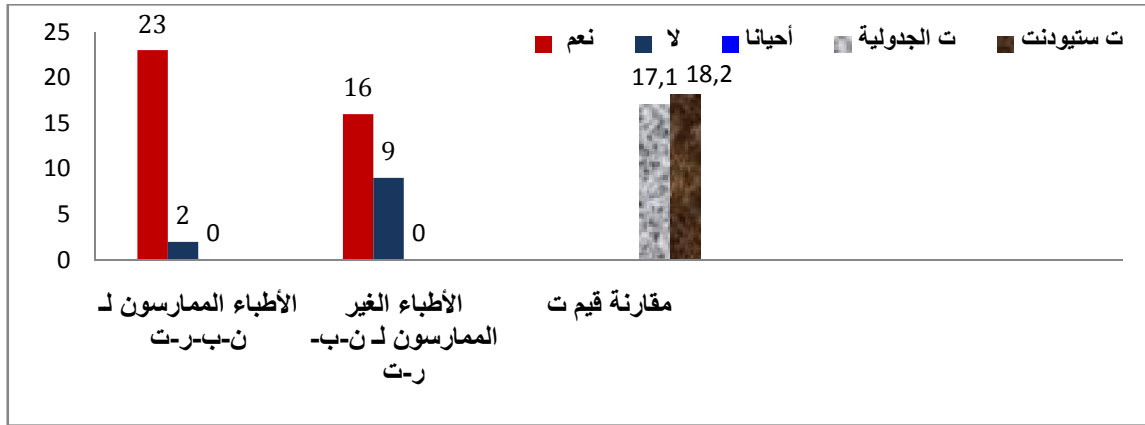 نعم لا أحيانا ت الجدولية ت ستيودنت
25
20
15
10
5
0
23
2
0
16
9
0
17,1
18,2
الأطباء الممارسون لـ
ن-ب-ر-ت
الأطباء الغير
الممارسون لـ ن-ب-
ر-ت
مقارنة قيم ت